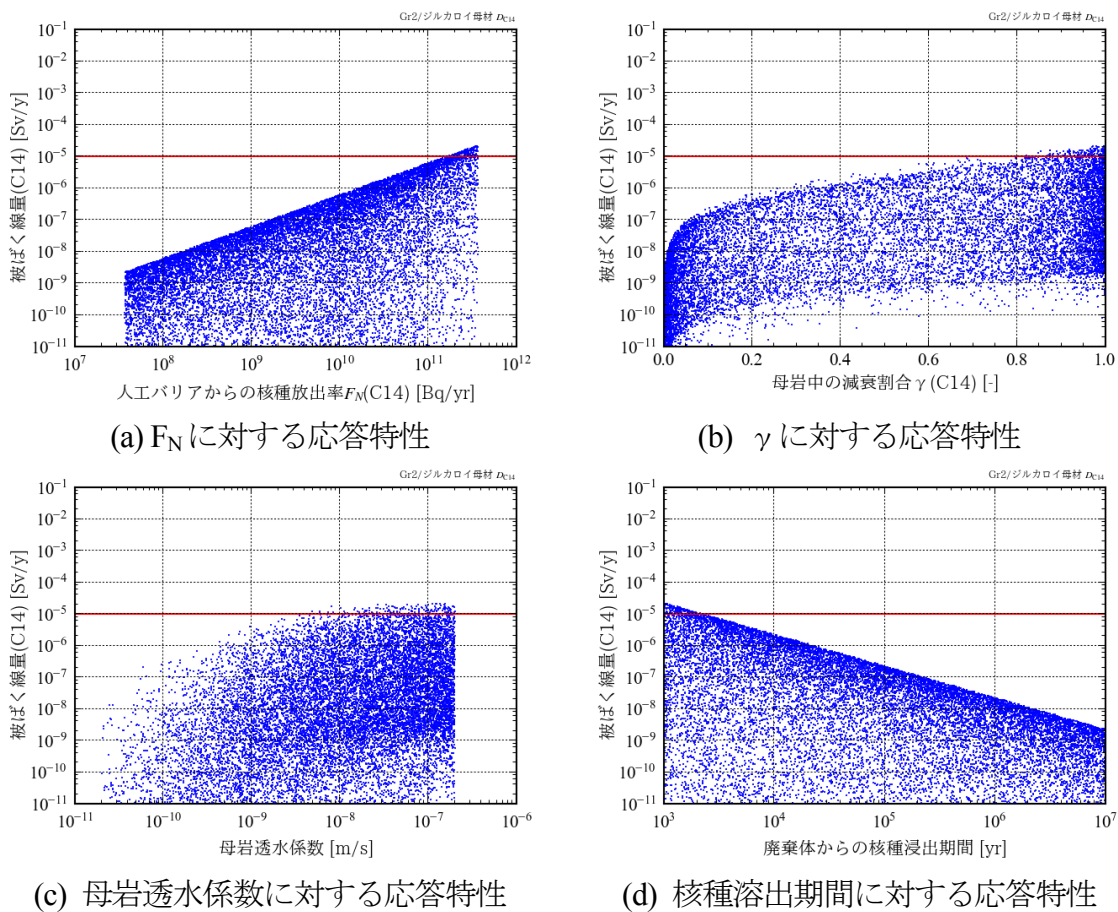 Gr2/ジルカロイ母材 DC14
被ばく線量(C14) [Sv/y]
10-1
10-2
10-3
10-4
10-5
10-6
10-7
10-8
10-9
10-10
10-11
107 108 109 1010 1011 1012
人工バリアからの核種放出率FN(C14) [Bq/yr]
(a) FNに対する応答特性
Gr2/ジルカロイ母材 DC14
被ばく線量(C14) [Sv/y]
10-1
10-2
10-3
10-4
10-5
10-6
10-7
10-8
10-9
10-10
10-11
0.0 0.2 0.4 0.6 0.8 1.0
母岩中の減衰割合 γ (C14) [-]
(b) γに対する応答特性
Gr2/ジルカロイ母材 DC14
被ばく線量(C14) [Sv/y]
10-1
10-2
10-3
10-4
10-5
10-6
10-7
10-8
10-9
10-10
10-11
10-11 10-10 10-9 10-8 10-7 10-6
母岩透水係数 [m/s]
(c) 母岩透水係数に対する応答特性
Gr2/ジルカロイ母材 DC14
被ばく線量(C14) [Sv/y]
10-1
10-2
10-3
10-4
10-5
10-6
10-7
10-8
10-9
10-10
10-11
103 104 105 106 107
廃棄体からの核種浸出期間 [yr]
(d) 核種溶出期間に対する応答特性